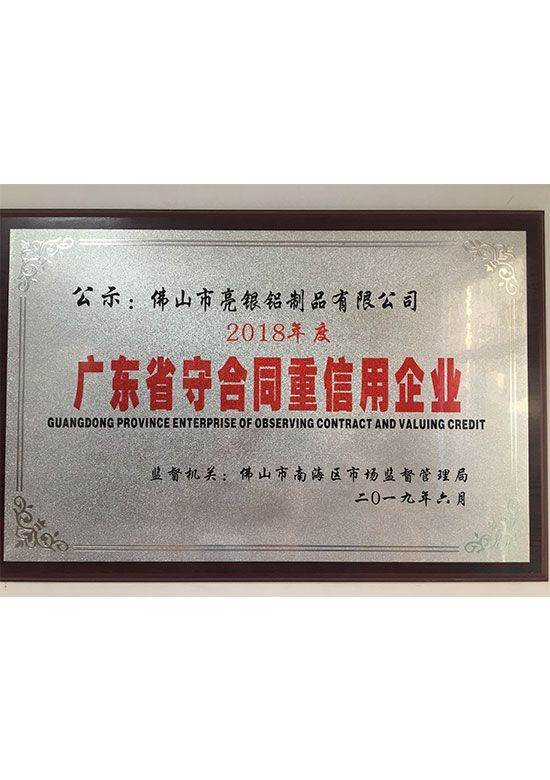 公示：佛山市亮银铝制品有限公司
2018年度
广东省守合同重信用企业
GUANGDONG PROVINCE ENTERPRISE OF OBSERVING CONTRACT AND VALUING CREDIT
监督机关：佛山市南海区市场监督管理局
二〇一九年六月